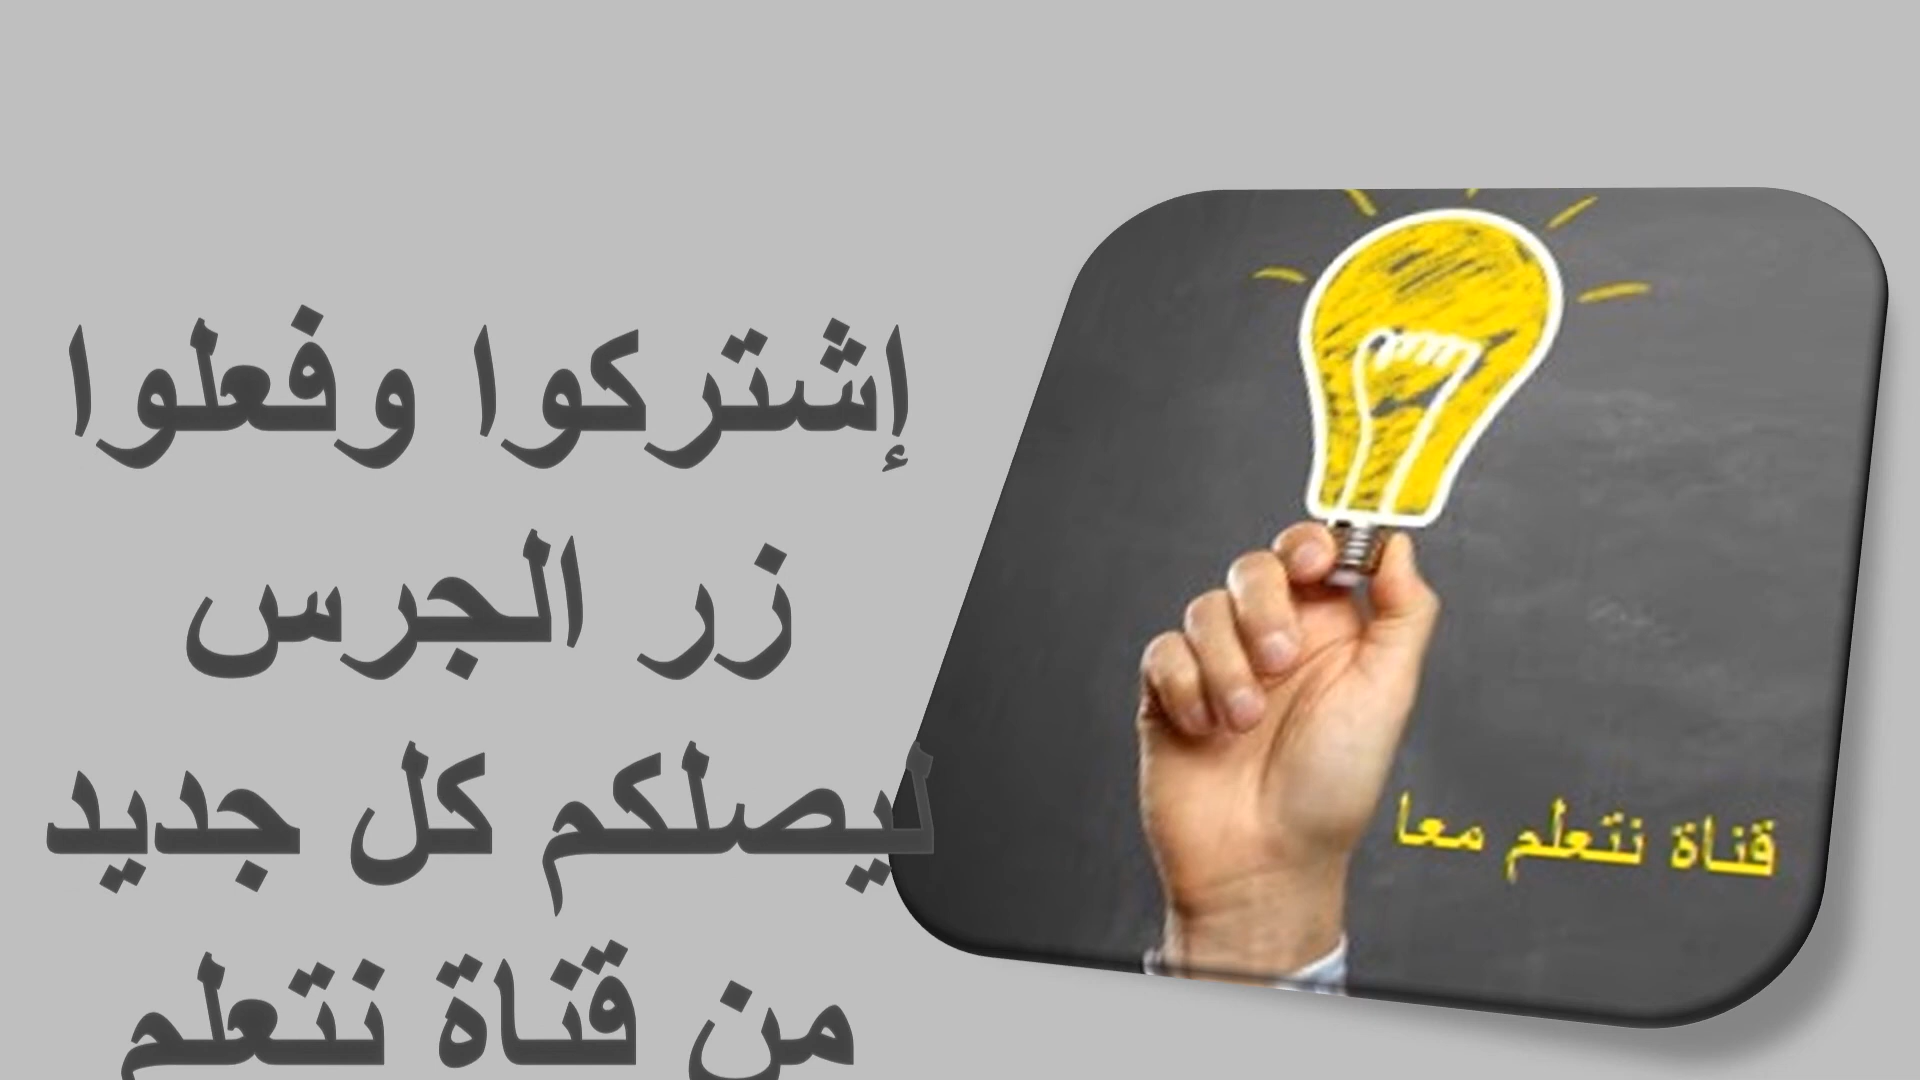 إشتركوا وفعلوا
زر الجرس
ليصلكم كل جديد
من قناة نتعلم
قناة نتعلم معا